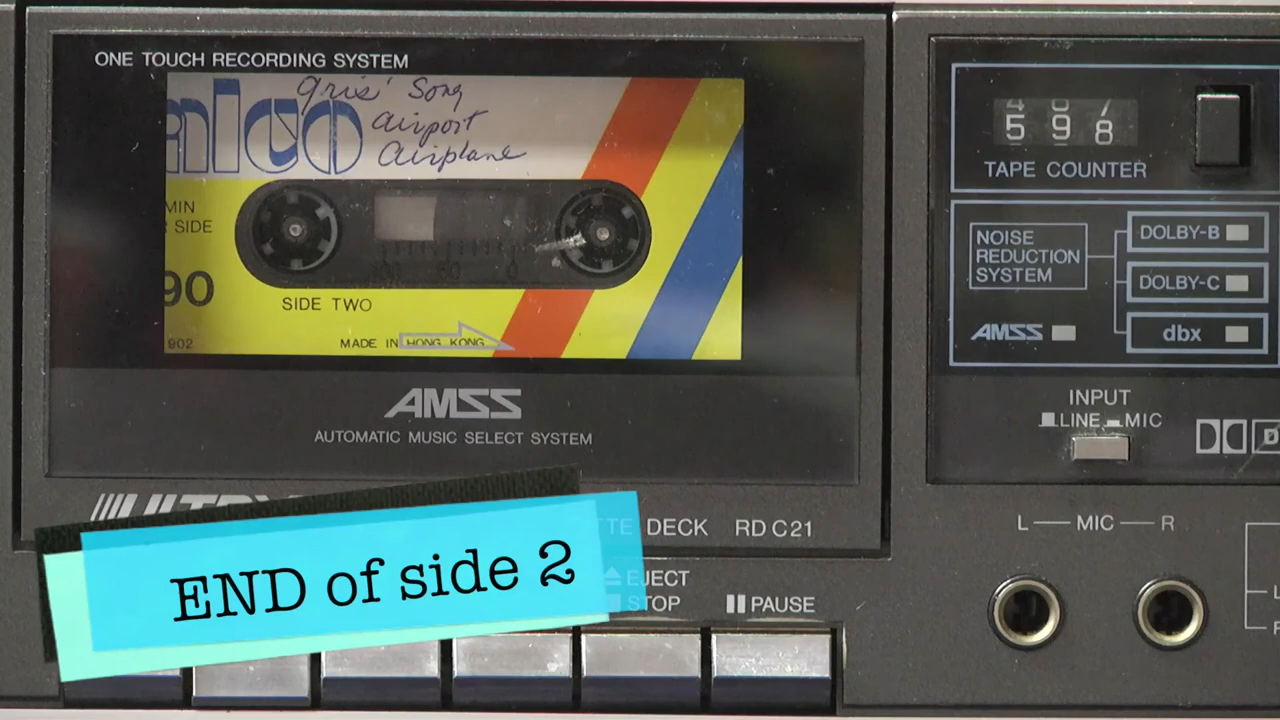 ONE TOUCH RECORDING SYSTEM
gris' Song
Airport
Airplane
MIN
SIDE
90
SIDE TWO
902
MADE IN HONG KONG
AMSS
AUTOMATIC MUSIC SELECT SYSTEM
DECK RD C21
EJECT
STOP
PAUSE
END of side 2
598
TAPE COUNTER
NOISE
REDUCTION
SYSTEM
DOLBY-B
DOLBY-C
AMSS
dbx
INPUT
LINE MIC
L MIC R